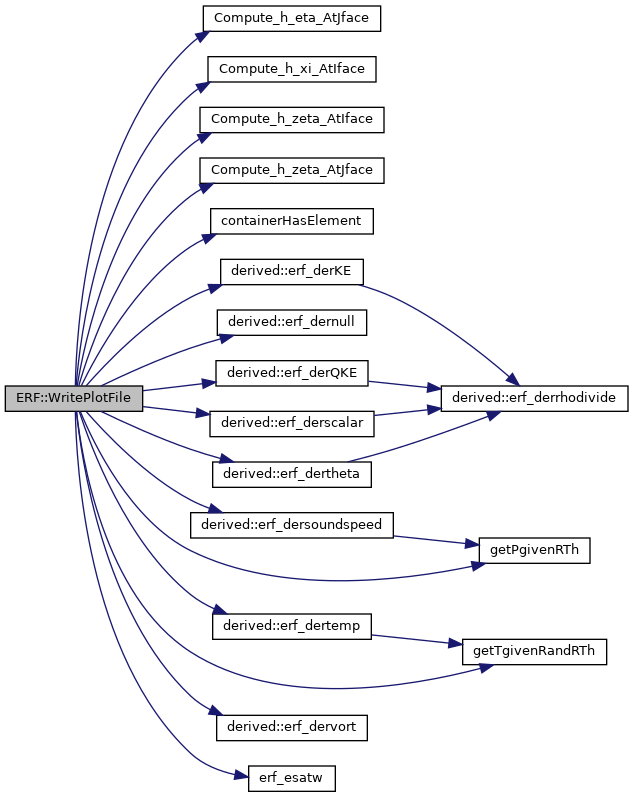 Compute_h_eta_AtJface
Compute_h_xi_AtIface
Compute_h_zeta_AtIface
Compute_h_zeta_AtJface
containerHasElement
derived::erf_derKE
derived::erf_dernull
derived::erf_derQKE
ERF::WritePlotFile
derived::erf_derrhodivide
derived::erf_derscalar
derived::erf_dertheta
derived::erf_dersoundspeed
getPgivenRTh
derived::erf_dertemp
getTgivenRandRTh
derived::erf_dervort
erf_esatw